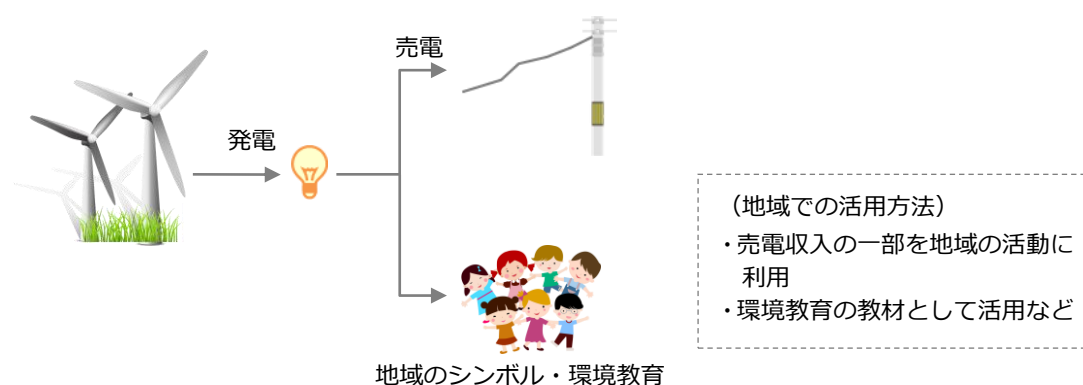 売電
発電
(地域での活用方法)
・売電収入の一部を地域の活動に
利用
・環境教育の教材として活用など
地域のシンボル・環境教育